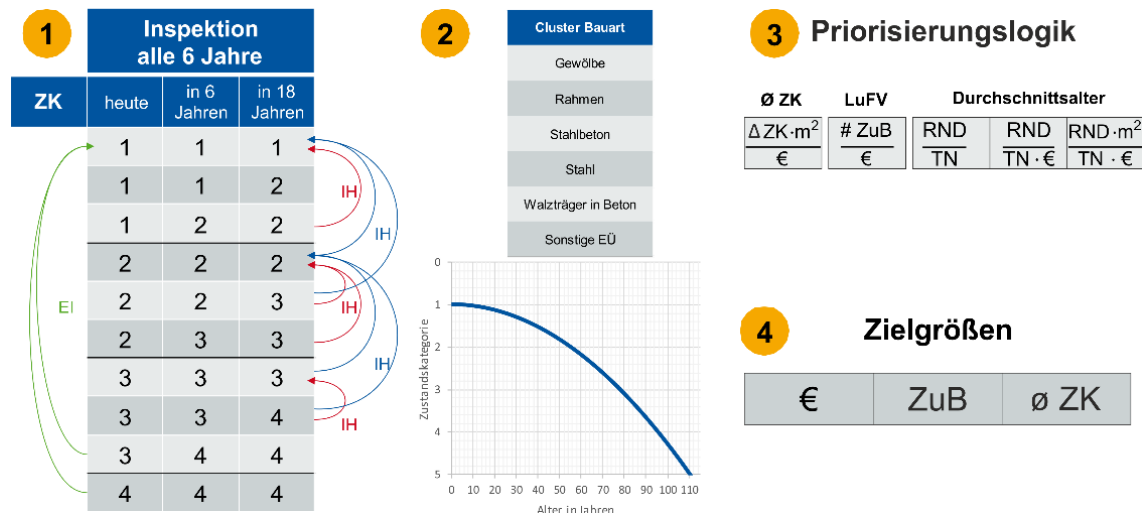 1
Inspektion
alle 6 Jahre
ZK heute in 6 Jahren in 18 Jahren
1 1 1
1 1 2
1 2 2
2 2 2
2 2 3
2 3 3
3 3 3
3 3 4
3 4 4
4 4 4
EI
IH
IH
IH
IH
IH
2
Cluster Bauart
Gewölbe
Rahmen
Stahlbeton
Stahl
Walzträger in Beton
Sonstige EÜ
Zustandskategorie
0
1
2
3
4
5
0 10 20 30 40 50 60 70 80 90 100 110
Alter in Jahren
3 Priorisierungslogik
Ø ZK LuFV Durchschnittsalter
Δ ZK·m² # ZuB RND RND RND·m²
€ € TN TN · € TN · €
4 Zielgrößen
€ ZuB ø ZK